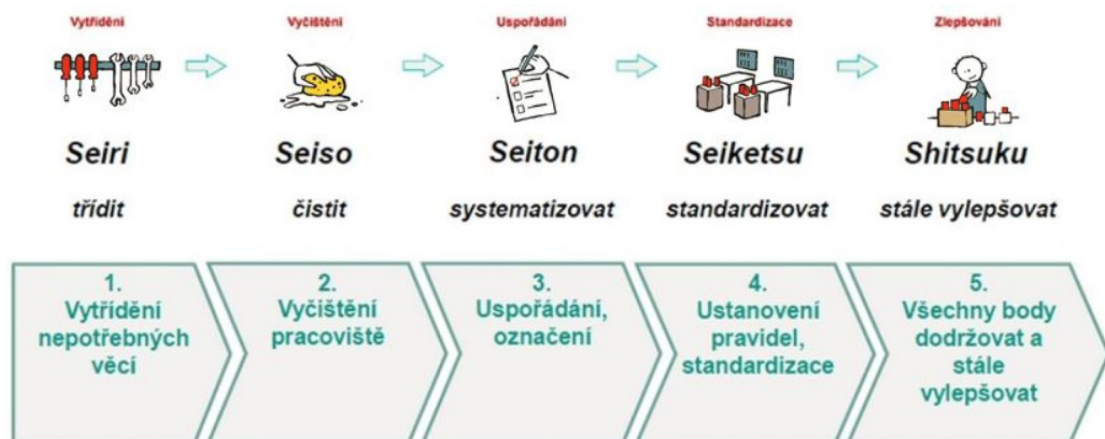 Vytřídění
Vyčištění
Uspořádání
Standardizace
Zlepšování
Seiri
Seiso
Seiton
Seiketsu
Shitsuku
třídit
čistit
systematizovat
standardizovat
stále vylepšovat
1.
Vytřídění
nepotřebných
věcí
2.
Vyčištění
pracoviště
3.
Uspořádání,
označení
4.
Ustanovení
pravidel,
standardizace
5.
Všechny body
dodržovat a
stále
vylepšovat